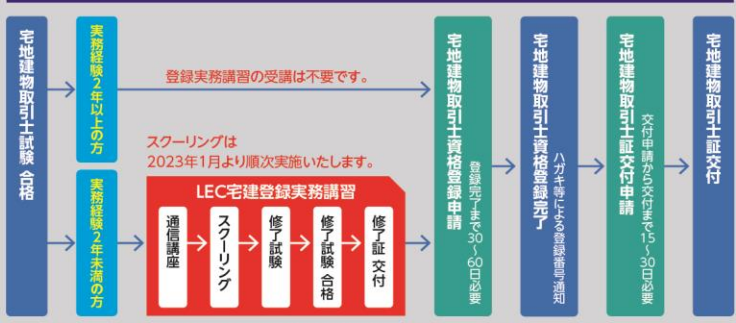 宅地建物取引士試験 合格
実務経験2年以上の方
登録実務講習の受講は不要です。
実務経験2年未満の方
スクーリングは
2023年1月より順次実施いたします。
LEC宅建登録実務講習
通信講座
スクーリング
修了試験
修了試験 合格
修了証 交付
宅地建物取引士資格登録申請
登録完了まで30～60日必要
宅地建物取引士資格登録完了
ハガキ等による登録番号通知
宅地建物取引士証交付申請
交付申請から交付まで15～30日必要
宅地建物取引士証交付